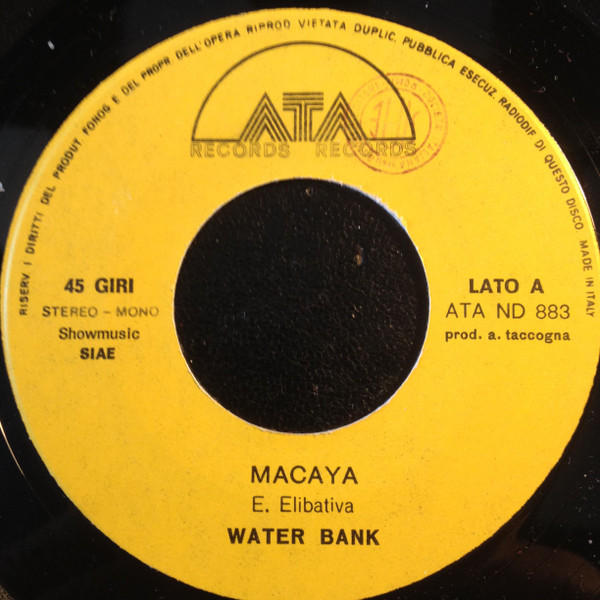 RISERV. I DIRITTI DEL PRODUT FONOG E DEL PROPR DELL'OPERA RIPROD VIETATA DUPLIC. PUBBLICA ESECUZ. RADIODIF DI QUESTO DISCO. MADE IN ITALY
ATA
RECORDS RECORDS
45 GIRI
STEREO - MONO
Showmusic
SIAE
LATO A
ATA ND 883
prod. a. taccogna
MACAYA
E. Elibativa
WATER BANK